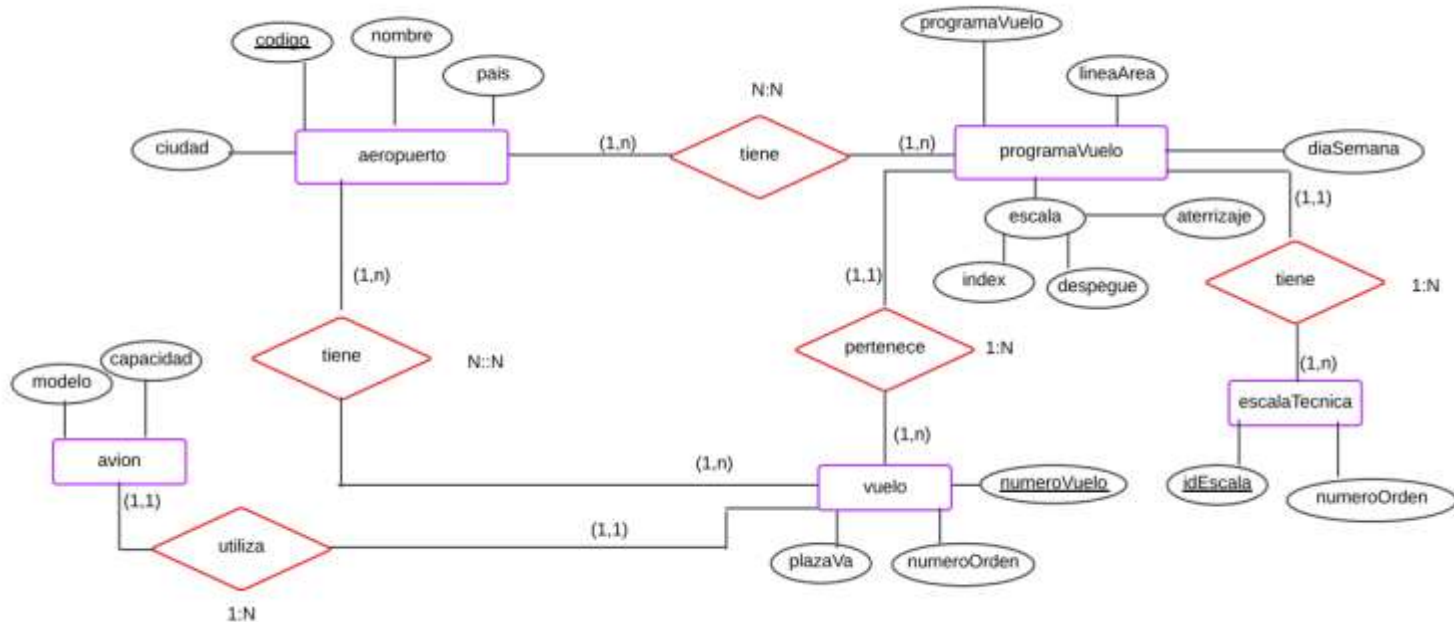 programaVuelo
codigo
nombre
pais
lineaArea
N:N
ciudad
aeropuerto
(1,n)
tiene
(1,n)
programaVuelo
diaSemana
(1,1)
escala
aterrizaje
(1,n)
(1,1)
index
despegue
tiene
1:N
tiene
N::N
pertenece
1:N
capacidad
modelo
(1,n)
escalaTecnica
avion
(1,n)
(1,n)
vuelo
numeroVuelo
idEscala
numeroOrden
(1,1)
utiliza
(1,1)
plazaVa
numeroOrden
1:N